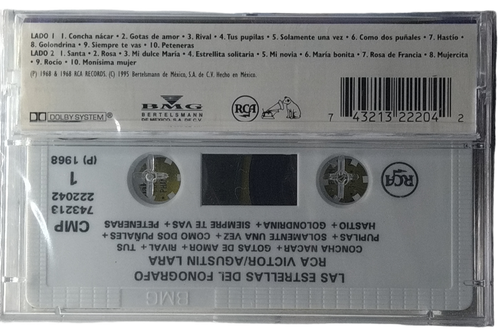 LADO 1 1. Concha nácar • 2. Gotas de amor • 3. Rival • 4. Tus pupilas • 5. Solamente una vez • 6. Como dos puñales • 7. Hastío •
8. Golondrina • 9. Siempre te vas • 10. Peteneras
LADO 2 1. Santa • 2. Rosa • 3. Mi dulce María • 4. Estrellita solitaria • 5. Mi novia • 6. María bonita • 7. Rosa de Francia • 8. Mujercita
• 9. Rocío • 10. Monísima mujer
(P) 1968 & 1968 RCA RECORDS. (C) 1995 Bertelsmann de México, S.A. de C.V. Hecho en México.
DOLBY SYSTEM
BMG
BERTELSMANN
DE MEXICO, S.A. DE C.V.
RCA
7 43213 22204 2
BMG
LAS ESTRELLAS DEL FONOGRAFO
RCA VICTOR/AGUSTIN LARA
CONCHA NACAR + GOTAS DE AMOR + RIVAL + TUS
PUPILAS + SOLAMENTE UNA VEZ + COMO DOS PUÑALES +
HASTIO + GOLONDRINA + SIEMPRE TE VAS + PETENERAS
CMP
743213
222042
1
(P) 1968
RCA